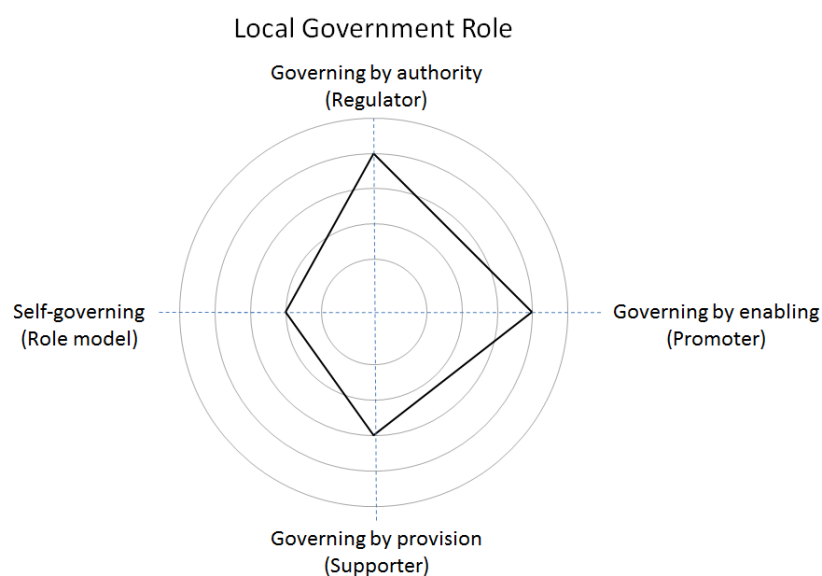 Local Government Role
Governing by authority
(Regulator)
Self-governing
(Role model)
Governing by enabling
(Promoter)
Governing by provision
(Supporter)